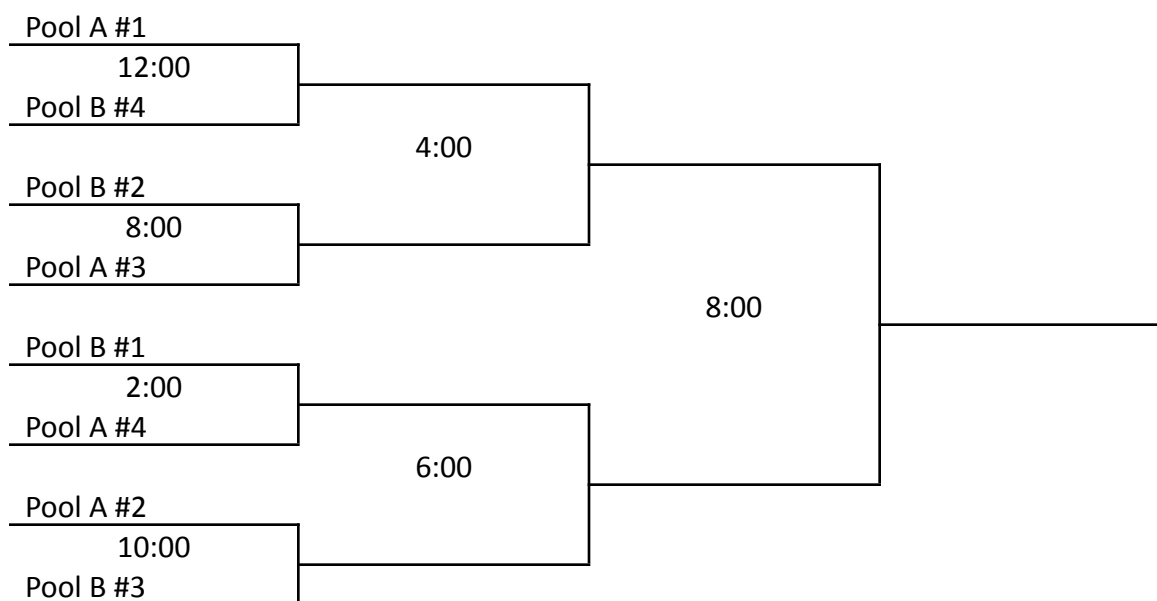 Pool A #1
12:00
Pool B #4
4:00
Pool B #2
8:00
Pool A #3
8:00
Pool B #1
2:00
Pool A #4
6:00
Pool A #2
10:00
Pool B #3